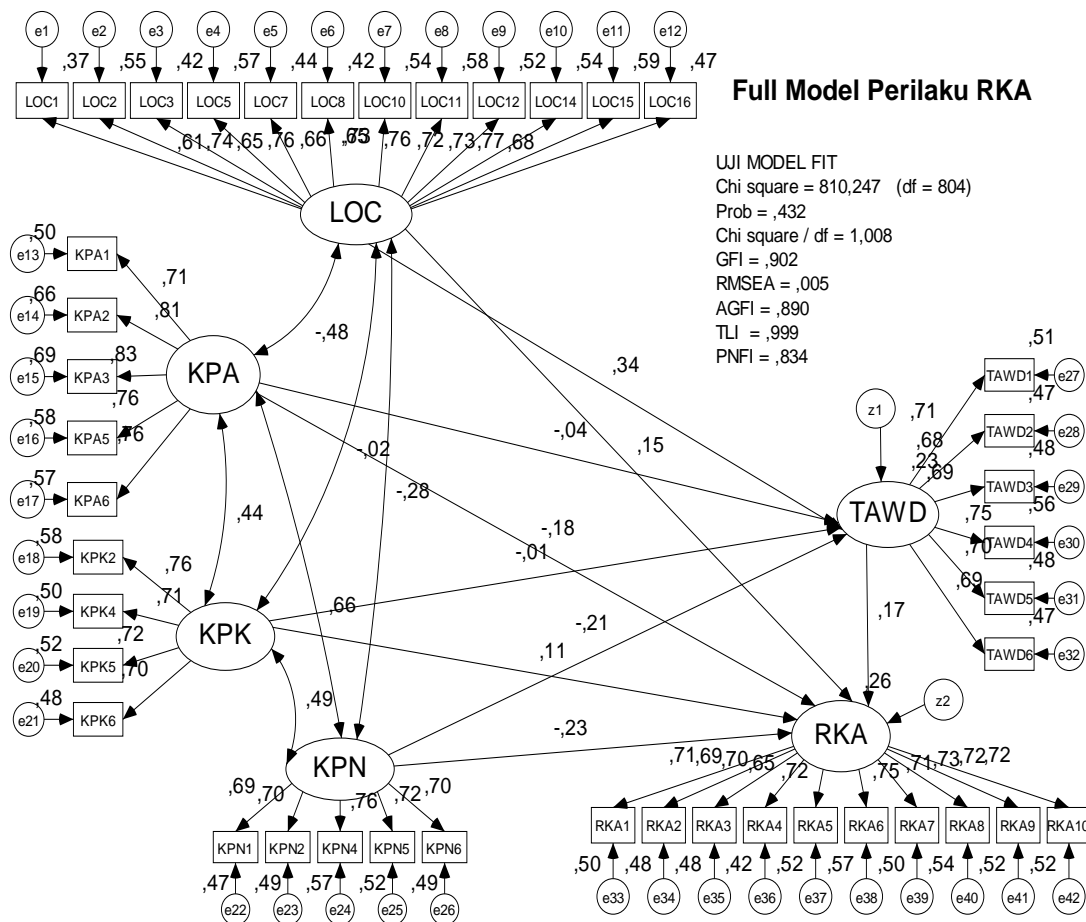 e1 e2 e3 e4 e5 e6 e7 e8 e9 e10 e11 e12
,37 ,55 ,42 ,57 ,44 ,42 ,54 ,58 ,52 ,54 ,59 ,47
LOC1 LOC2 LOC3 LOC5 LOC7 LOC8 LOC10 LOC11 LOC12 LOC14 LOC15 LOC16
Full Model Perilaku RKA
,61 ,74 ,65 ,76 ,66 ,76 ,72 ,73 ,77 ,68
LOC
UJI MODEL FIT
Chi square = 810,247 (df = 804)
Prob = ,432
Chi square / df = 1,008
GFI = ,902
RMSEA = ,005
AGFI = ,890
TLI = ,999
PNFI = ,834
,50
e13 KPA1
,71
,66
e14 KPA2
,81
,69
e15 KPA3
,83
,58
e16 KPA5
,76
,57
e17 KPA6
,76
KPA
-,48
,34
-,04
,15
-,02
-,28
,44
-,18
-,01
,66
-,21
,11
,49
-,23
,17
,58
e18 KPK2
,76
,50
e19 KPK4
,71
,52
e20 KPK5
,72
,48
e21 KPK6
,70
KPK
z1
,23
TAWD
,51
TAWD1 e27
,71
,47
TAWD2 e28
,68
,48
TAWD3 e29
,69
,56
TAWD4 e30
,75
,48
TAWD5 e31
,70
,47
TAWD6 e32
,69
KPN
,69 ,70 ,76 ,72 ,70
KPN1 KPN2 KPN4 KPN5 KPN6
,47 ,49 ,57 ,52 ,49
e22 e23 e24 e25 e26
,26
z2
RKA
,71 ,69 ,70 ,65 ,72 ,75 ,71 ,73 ,72 ,72
RKA1 RKA2 RKA3 RKA4 RKA5 RKA6 RKA7 RKA8 RKA9 RKA10
,50 ,48 ,48 ,42 ,52 ,57 ,50 ,54 ,52 ,52
e33 e34 e35 e36 e37 e38 e39 e40 e41 e42